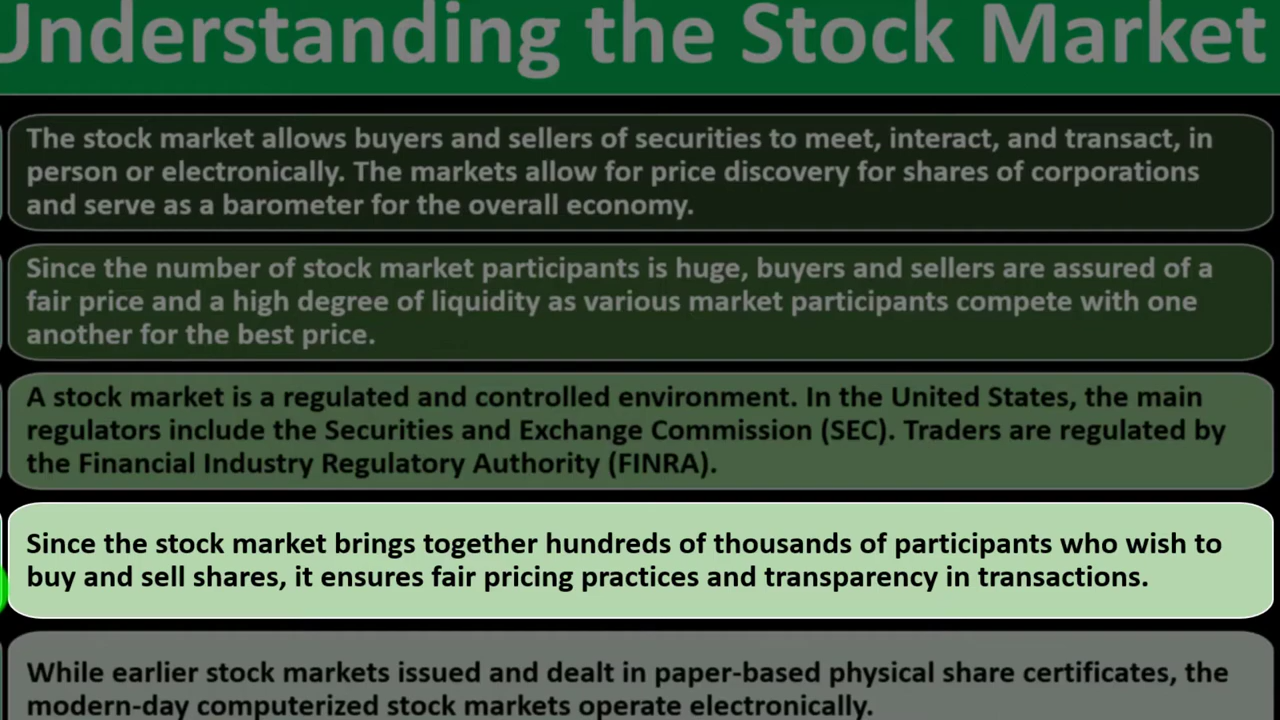 Understanding the Stock Market
The stock market allows buyers and sellers of securities to meet, interact, and transact, in
person or electronically. The markets allow for price discovery for shares of corporations
and serve as a barometer for the overall economy.
Since the number of stock market participants is huge, buyers and sellers are assured of a
fair price and a high degree of liquidity as various market participants compete with one
another for the best price.
A stock market is a regulated and controlled environment. In the United States, the main
regulators include the Securities and Exchange Commission (SEC). Traders are regulated by
the Financial Industry Regulatory Authority (FINRA).
Since the stock market brings together hundreds of thousands of participants who wish to
buy and sell shares, it ensures fair pricing practices and transparency in transactions.
While earlier stock markets issued and dealt in paper-based physical share certificates, the
modern-day computerized stock markets operate electronically.